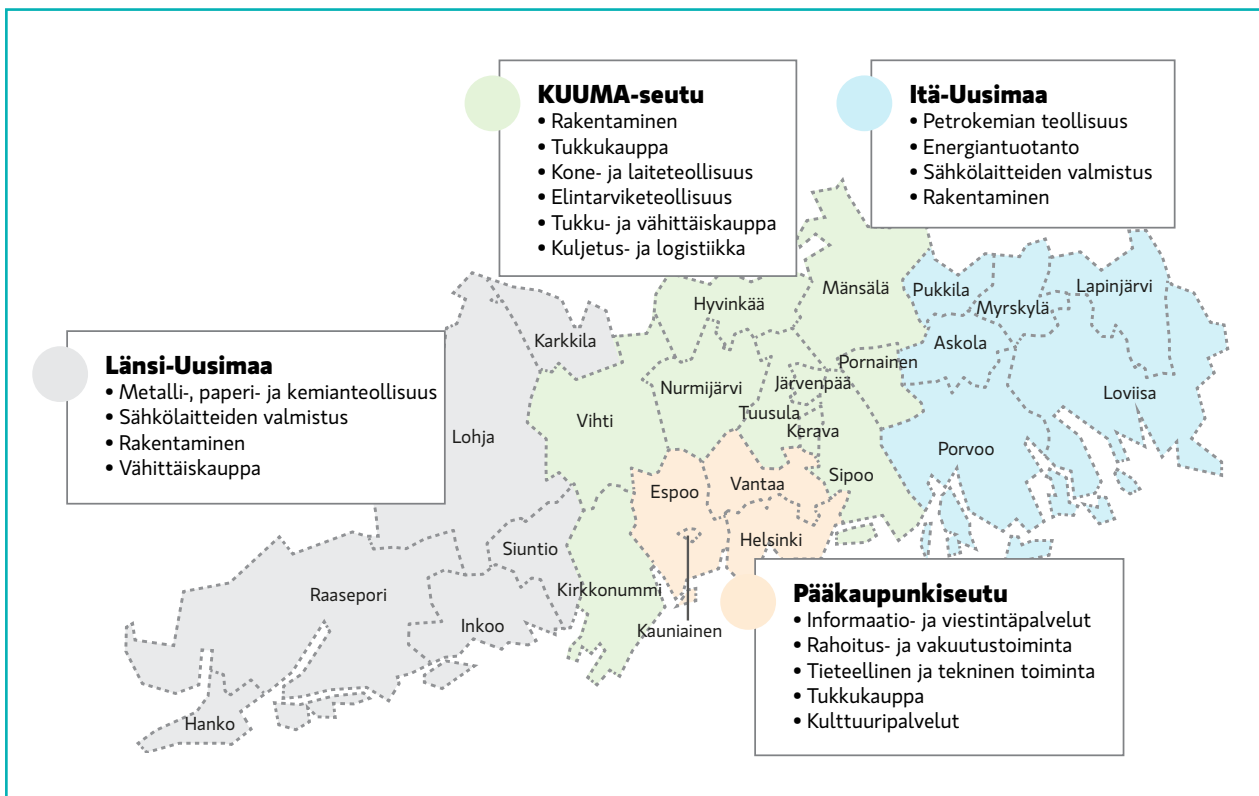 KUUMA-seutu
• Rakentaminen
• Tukkukauppa
• Kone- ja laiteteollisuus
• Elintarviketeollisuus
• Tukku- ja vähittäiskauppa
• Kuljetus- ja logistiikka
Itä-Uusimaa
• Petrokemian teollisuus
• Energiantuotanto
• Sähkölaitteiden valmistus
• Rakentaminen
Länsi-Uusimaa
• Metalli-, paperi- ja kemianteollisuus
• Sähkölaitteiden valmistus
• Rakentaminen
• Vähittäiskauppa
Mänsälä
Pukkila
Lapinjärvi
Hyvinkää
Myrskylä
Karkkila
Askola
Pornainen
Nurmijärvi
Järvenpää
Loviisa
Vihti
Tuusula
Kerava
Lohja
Porvoo
Sipoo
Espoo
Vantaa
Helsinki
Siuntio
Kirkkonummi
Raasepori
Inkoo
Kauniainen
Hanko
Pääkaupunkiseutu
• Informaatio- ja viestintäpalvelut
• Rahoitus- ja vakuutustoiminta
• Tieteellinen ja tekninen toiminta
• Tukkukauppa
• Kulttuuripalvelut